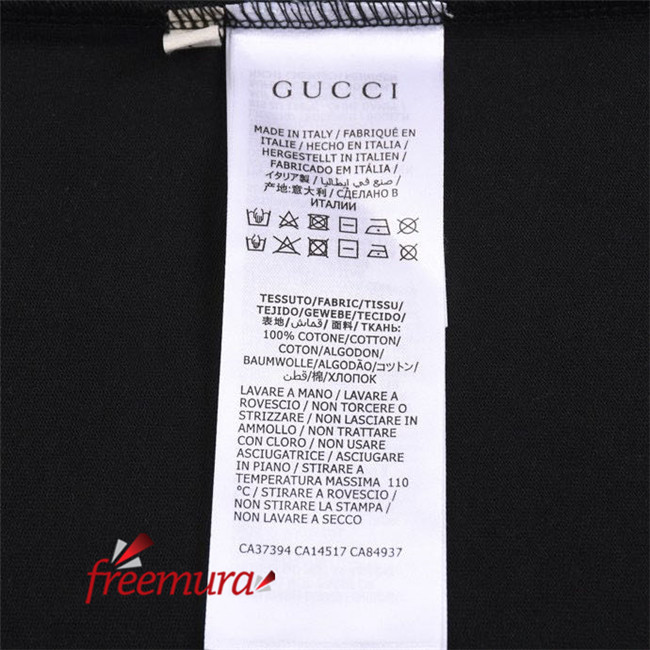 GUCCI
MADE IN ITALY / FABRIQUÉ EN
ITALIE / HECHO EN ITALIA /
HERGESTELLT IN ITALIEN /
FABRICADO EM ITÁLIA /
イタリア製 / صنع في إيطاليا /
产地:意大利 / СДЕЛАНО В
ИТАЛИИ
TESSUTO/FABRIC/TISSU/
TEJIDO/GEWEBE/TECIDO/
表地/قماش/ 面料 / ТКАНЬ:
100% COTONE/COTTON/
COTON/ALGODON/
BAUMWOLLE/ALGODÃO/コットン/
قطن/棉/ХЛОПОК
LAVARE A MANO / LAVARE A
ROVESCIO / NON TORCERE O
STRIZZARE / NON LASCIARE IN
AMMOLLO / NON TRATTARE
CON CLORO / NON USARE
ASCIUGATRICE / ASCIUGARE
IN PIANO / STIRARE A
TEMPERATURA MASSIMA 110
°C / STIRARE A ROVESCIO /
NON STIRARE LA STAMPA /
NON LAVARE A SECCO
CA37394 CA14517 CA84937
freemura